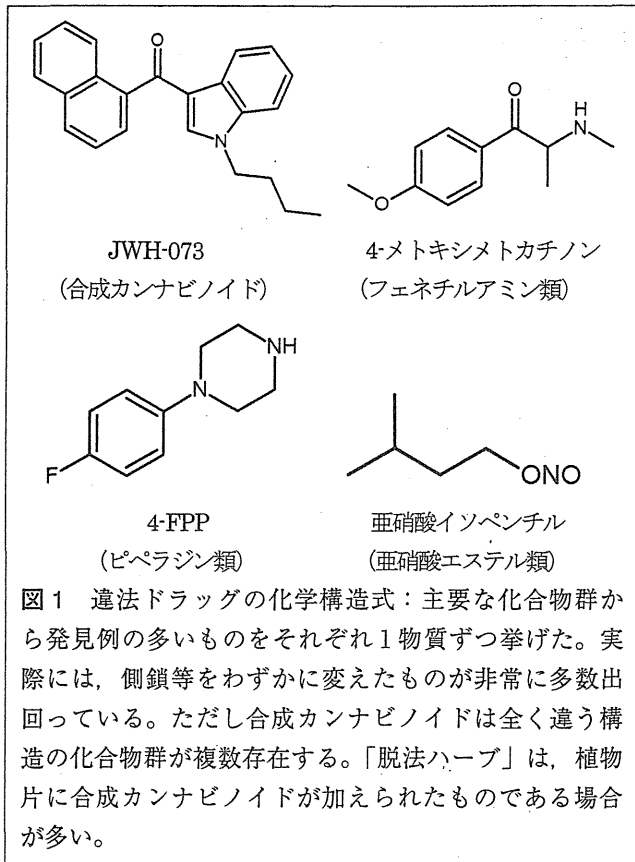 O
N
JWH-073
(合成カンナビノイド)
O
H
N
O
4-メトキシメトカチノン
(フェネチルアミン類)
NH
N
F
4-FPP
(ピペラジン類)
ONO
亜硝酸イソペンチル
(亜硝酸エステル類)
図1 違法ドラッグの化学構造式:主要な化合物群か
ら発見例の多いものをそれぞれ1物質ずつ挙げた。実
際には,側鎖等をわずかに変えたものが非常に多数出
回っている。ただし合成カンナビノイドは全く違う構
造の化合物群が複数存在する。「脱法ハーブ」は,植物
片に合成カンナビノイドが加えられたものである場合
が多い。